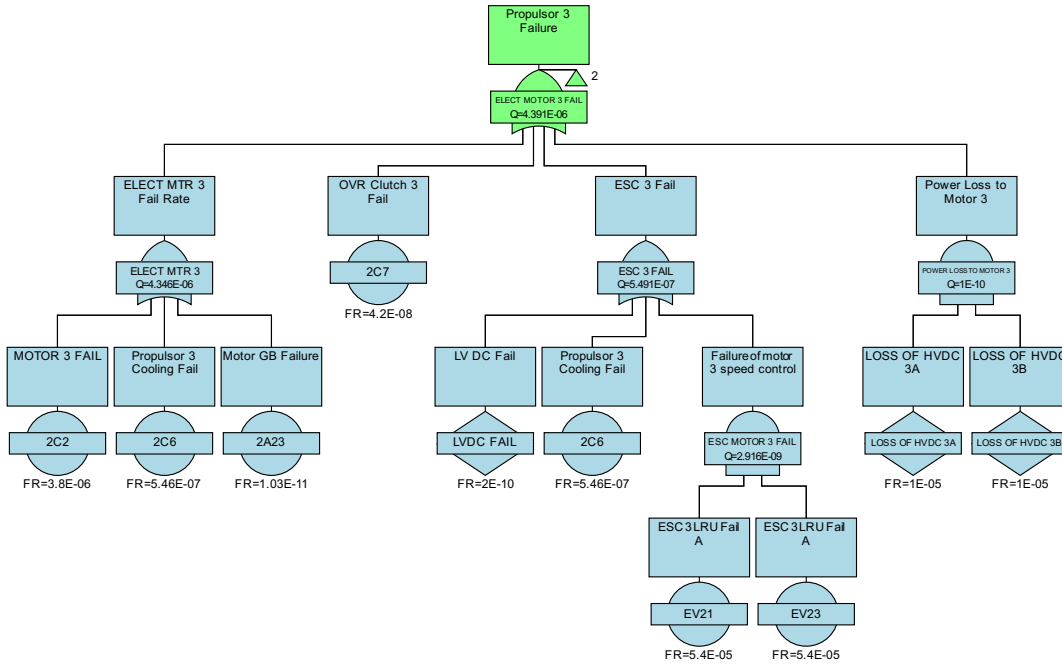 Propulsor 3
Failure
2
ELECT MOTOR 3 FAIL
Q=4.391E-06
ELECT MTR 3
Fail Rate
OVR Clutch 3
Fail
ESC 3 Fail
Power Loss to
Motor 3
ELECT MTR 3
Q=4.346E-06
2C7
FR=4.2E-08
ESC 3 FAIL
Q=5.491E-07
POWER LOSS TO MOTOR 3
Q=1E-10
MOTOR 3 FAIL
Propulsor 3
Cooling Fail
Motor GB Failure
LV DC Fail
Propulsor 3
Cooling Fail
Failure of motor
3 speed control
LOSS OF HVDC
3A
LOSS OF HVDC
3B
2C2
FR=3.8E-06
2C6
FR=5.46E-07
2A23
FR=1.03E-11
LVDC FAIL
FR=2E-10
2C6
FR=5.46E-07
ESC MOTOR 3 FAIL
Q=2.916E-09
LOSS OF HVDC 3A
FR=1E-05
LOSS OF HVDC 3B
FR=1E-05
ESC 3 LRU Fail
A
ESC 3 LRU Fail
A
EV21
FR=5.4E-05
EV23
FR=5.4E-05